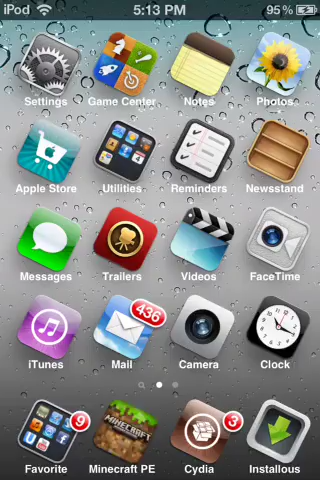 iPod 5:13 PM 95%
Settings Game Center Notes Photos
Apple Store Utilities Reminders Newsstand
Messages Trailers Videos FaceTime
iTunes 436 Mail Camera Clock
9 MINECRAFT 3
Favorite Minecraft PE Cydia Installous